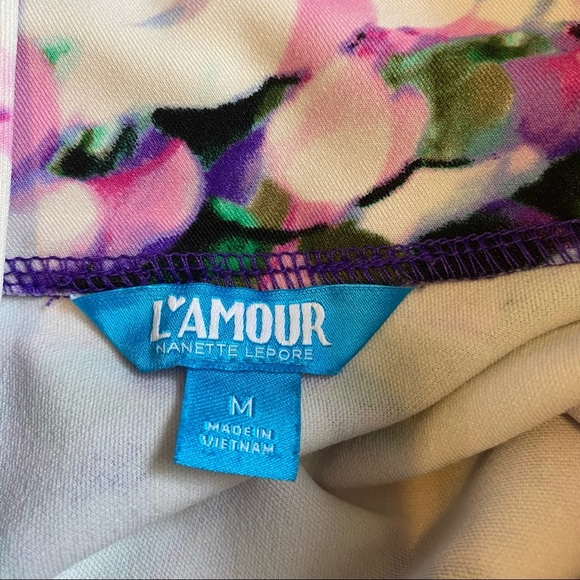 L'AMOUR
NANETTE LEPORE
M
MADE IN
VIETNAM